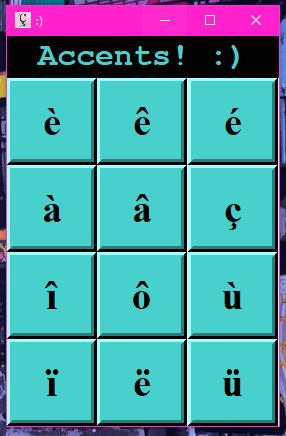 Ç :)
Accents! :)
è ê é
à â ç
î ô ù
ï ë ü